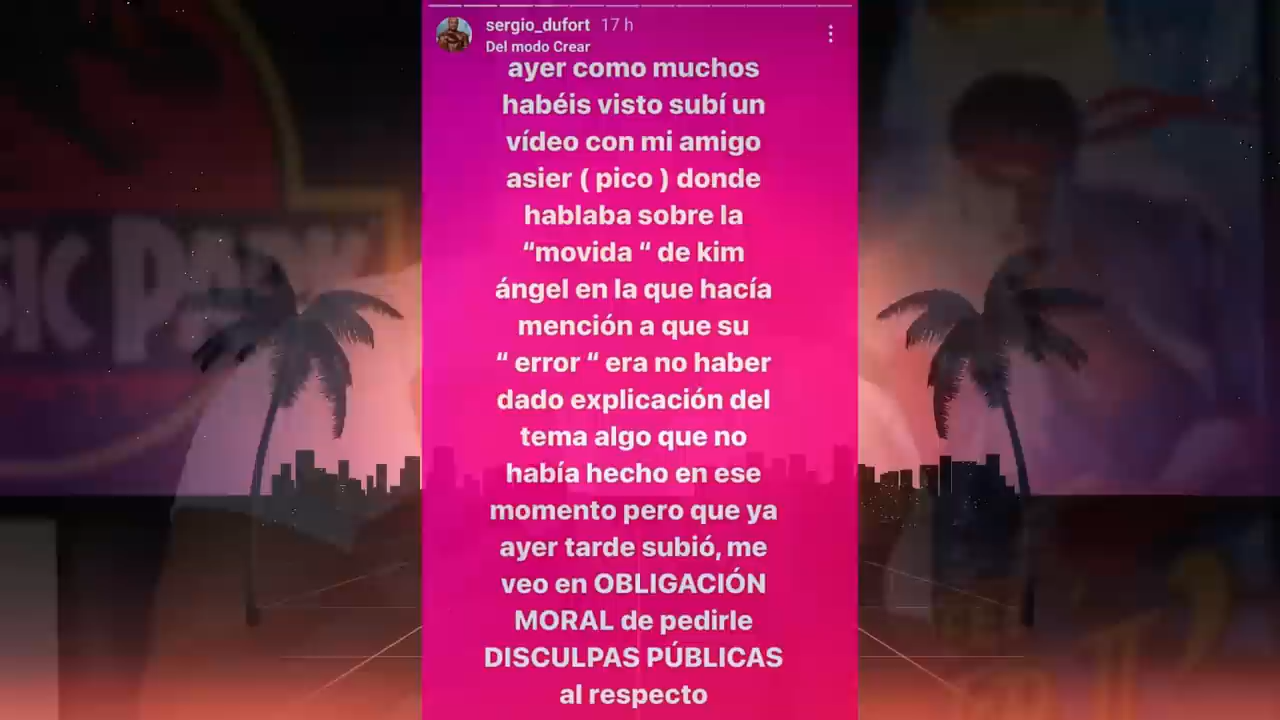 sergio_dufort 17 h
Del modo Crear
ayer como muchos
habéis visto subí un
vídeo con mi amigo
asier ( pico ) donde
hablaba sobre la
“movida “ de kim
ángel en la que hacía
mención a que su
“ error “ era no haber
dado explicación del
tema algo que no
había hecho en ese
momento pero que ya
ayer tarde subió, me
veo en OBLIGACIÓN
MORAL de pedirle
DISCULPAS PÚBLICAS
al respecto